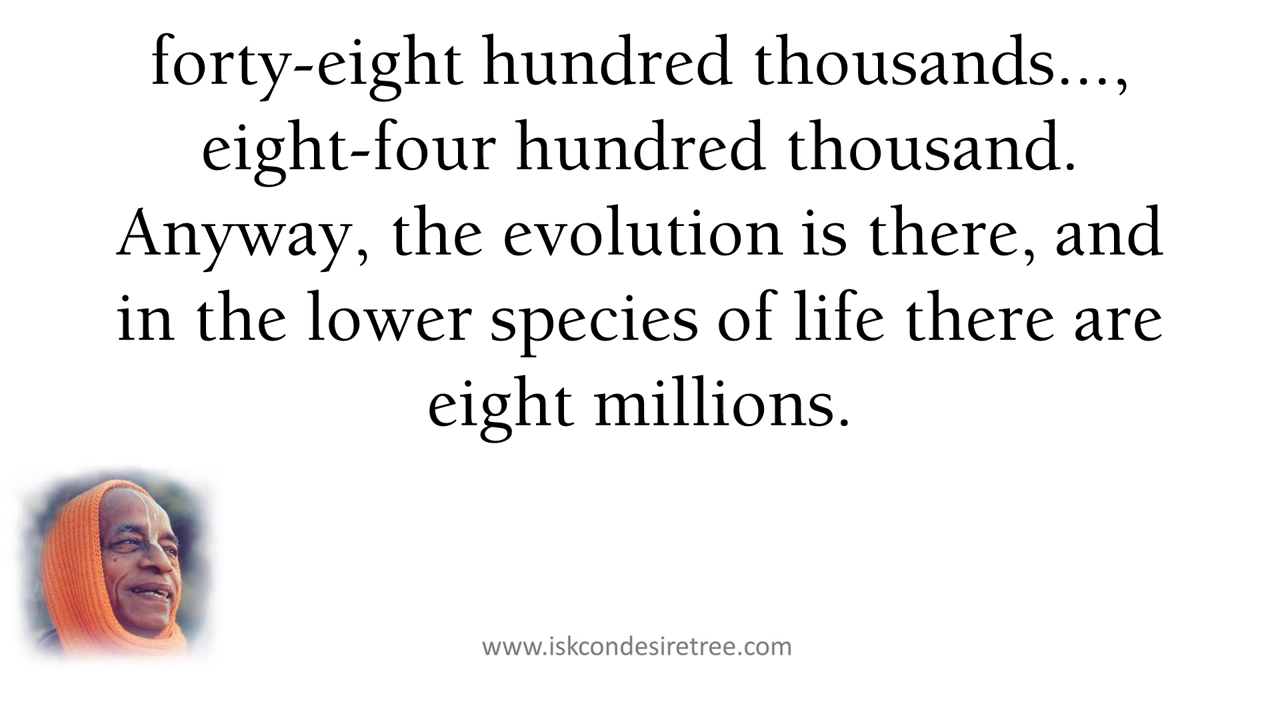 forty-eight hundred thousands...,
eight-four hundred thousand.
Anyway, the evolution is there, and
in the lower species of life there are
eight millions.
www.iskcondesiretree.com